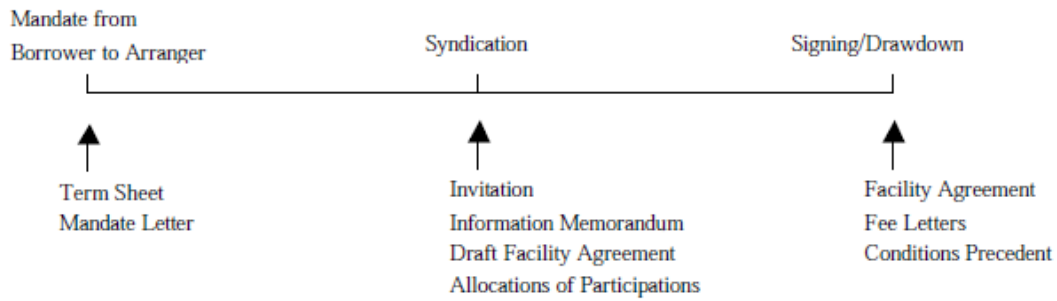 Mandate from
Borrower to Arranger
Syndication
Signing/Drawdown
Term Sheet
Mandate Letter
Invitation
Information Memorandum
Draft Facility Agreement
Allocations of Participations
Facility Agreement
Fee Letters
Conditions Precedent